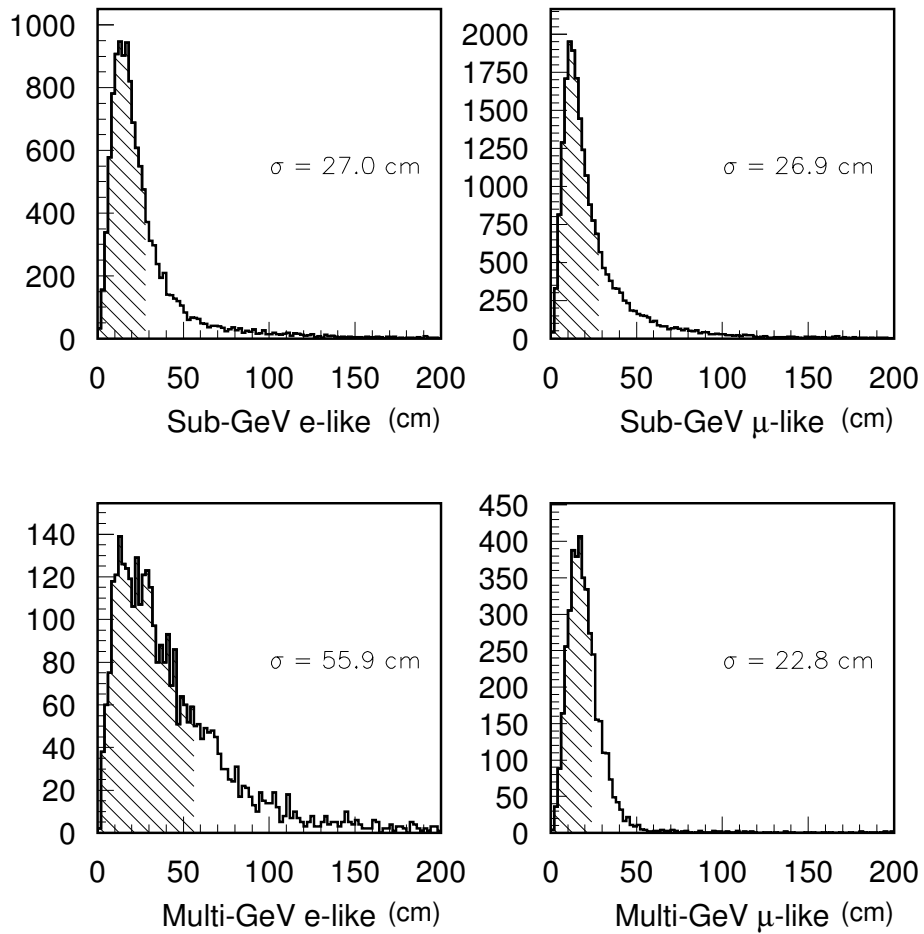 1000
800
600
400
200
0
σ = 27.0 cm
0 50 100 150 200
Sub-GeV e-like (cm)
2000
1750
1500
1250
1000
750
500
250
0
σ = 26.9 cm
0 50 100 150 200
Sub-GeV μ-like (cm)
140
120
100
80
60
40
20
0
σ = 55.9 cm
0 50 100 150 200
Multi-GeV e-like (cm)
450
400
350
300
250
200
150
100
50
0
σ = 22.8 cm
0 50 100 150 200
Multi-GeV μ-like (cm)